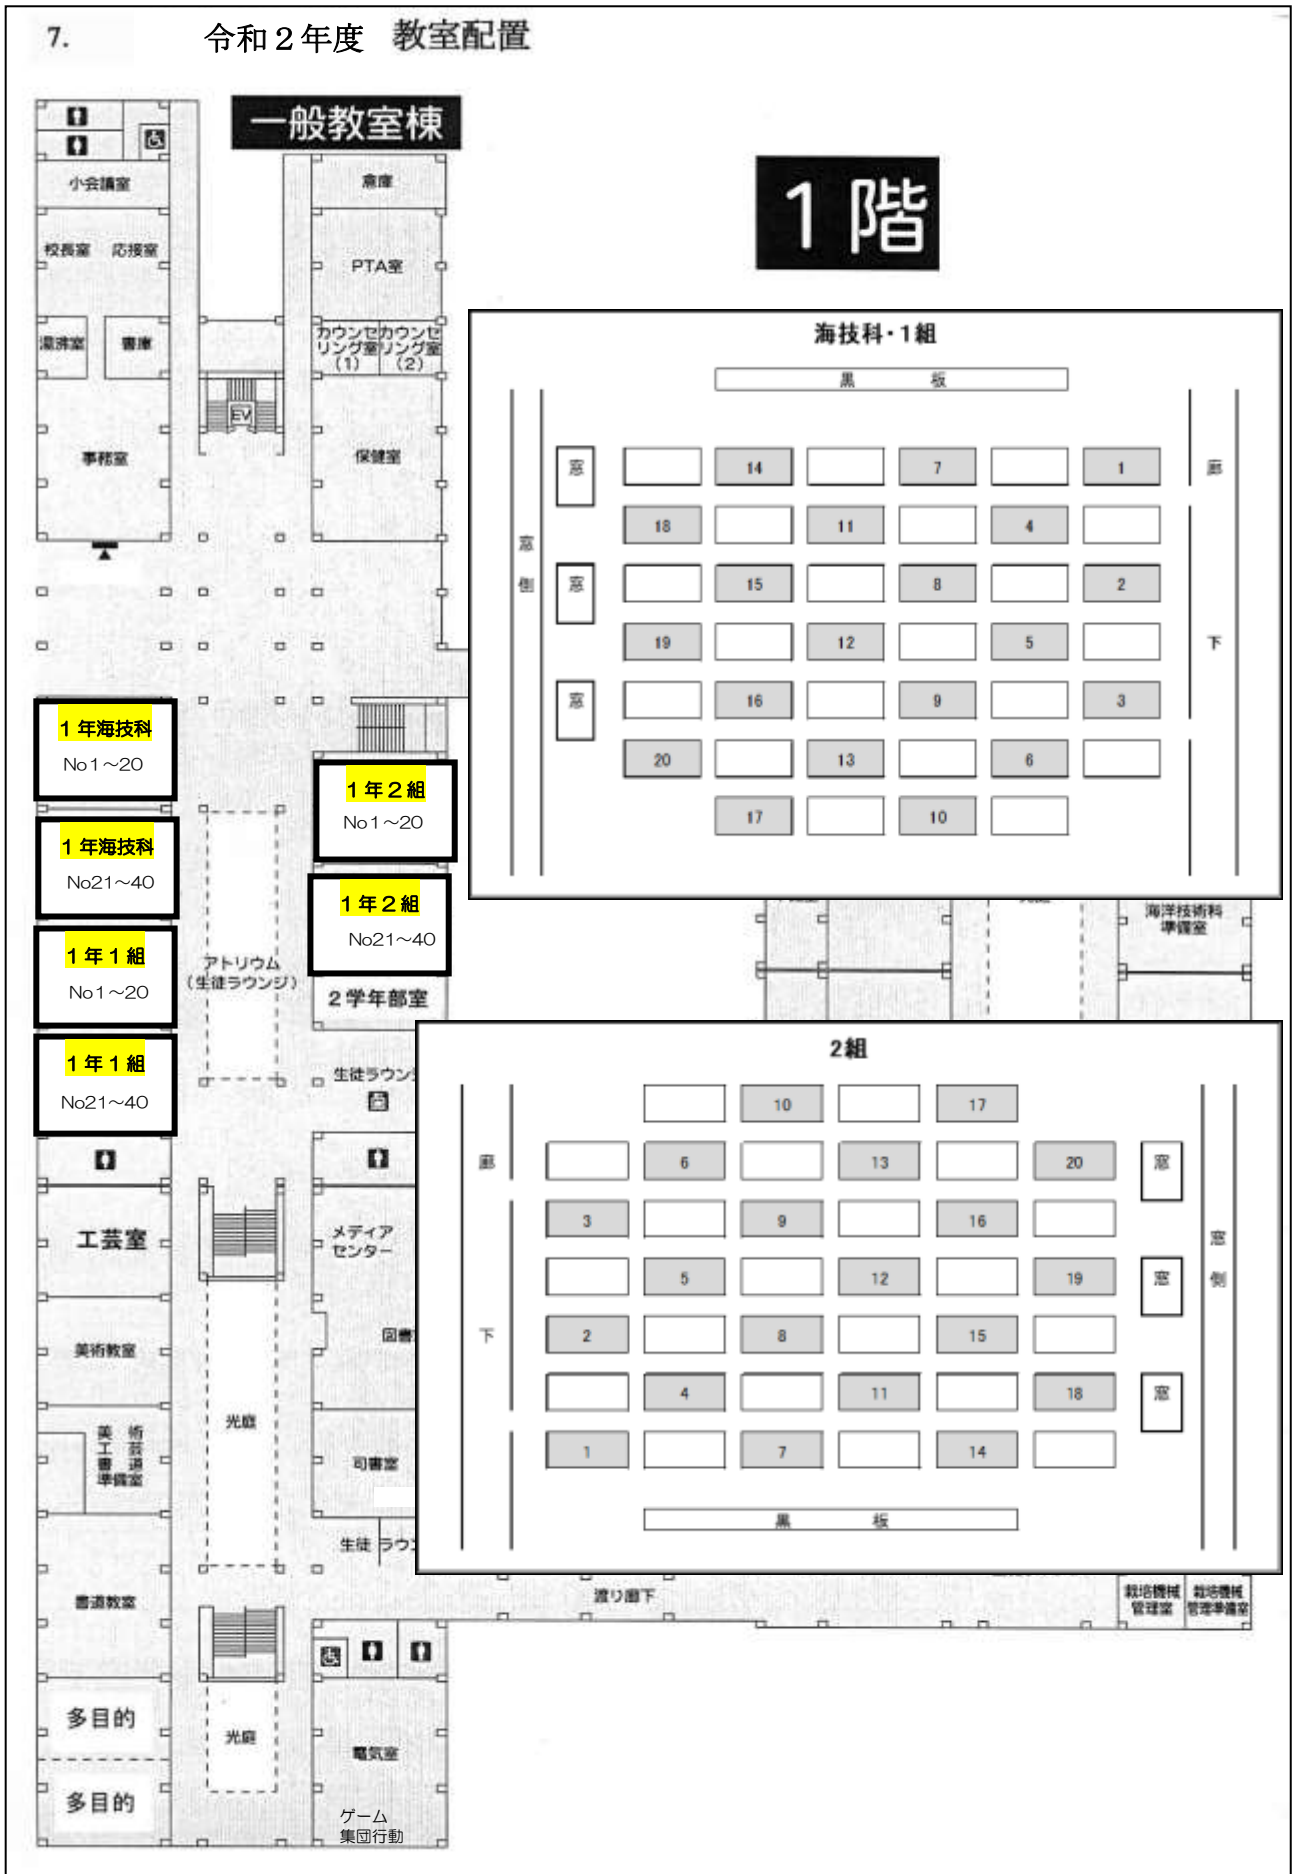 7.
令和２年度 教室配置
一般教室棟
1階
小会議室
倉庫
校長室 応接室
PTA室
湯沸室 書庫
カウンセリング室(1)
カウンセリング室(2)
EV
事務室
保健室
海技科・1組
黒 板
窓 14 7 1 廊
18 11 4
窓側
窓 15 8 2
19 12 5 下
窓 16 9 3
20 13 6
17 10
1年海技科
No1～20
1年2組
No1～20
1年海技科
No21～40
1年2組
No21～40
1年1組
No1～20
アトリウム
(生徒ラウンジ)
2学年部室
1年1組
No21～40
海洋技術科
準備室
生徒ラウン
2組
10 17
廊 6 13 20 窓
3 9 16
窓側
5 12 19 窓
下 2 8 15
4 11 18 窓
1 7 14
黒 板
工芸室
メディア
センター
美術教室
図書
美術
工芸
書道
準備室
光庭
司書室
生徒 ラウ
書道教室
渡り廊下
栽培機械
管理室
栽培機械
管理準備室
多目的
光庭
電気室
多目的
ゲーム
集団行動